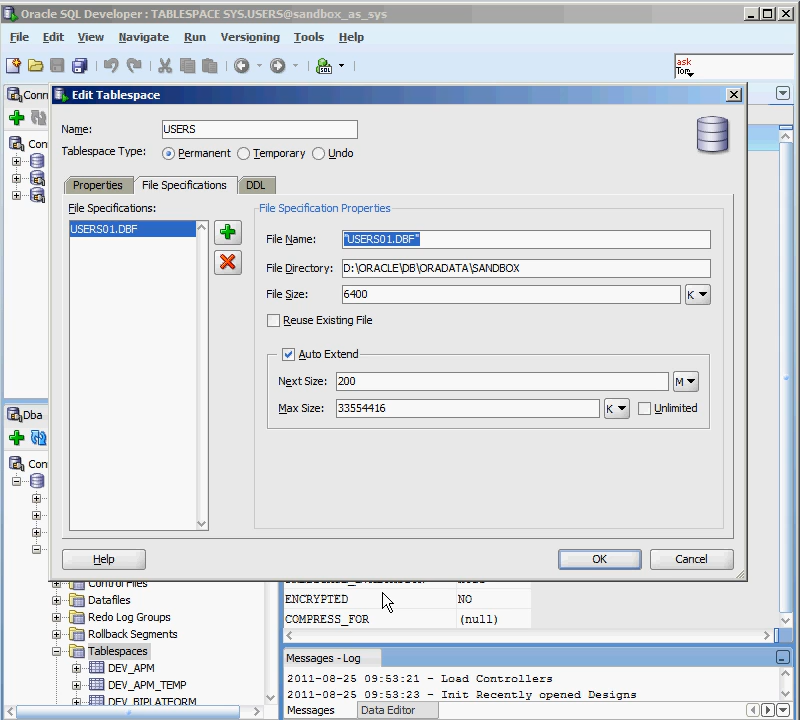 Oracle SQL Developer : TABLESPACE SYS.USERS@sandbox_as_sys
File Edit View Navigate Run Versioning Tools Help
SQL
ask
Tom
Conn
Edit Tablespace
Name: USERS
Tablespace Type: Permanent Temporary Undo
Properties File Specifications DDL
File Specifications:
USERS01.DBF
File Specification Properties
File Name: "USERS01.DBF"
File Directory: D:\ORACLE\DB\ORADATA\SANDBOX
File Size: 6400 K
Reuse Existing File
Auto Extend
Next Size: 200 M
Max Size: 33554416 K Unlimited
Help OK Cancel
Con
Dba
Con
Control Files
Datafiles
Redo Log Groups
Rollback Segments
Tablespaces
DEV_APM
DEV_APM_TEMP
DEV_BIPLATFORM
ENCRYPTED NO
COMPRESS_FOR (null)
Messages - Log
2011-08-25 09:53:21 - Load Controllers
2011-08-25 09:53:23 - Init Recently opened Designs
Messages Data Editor